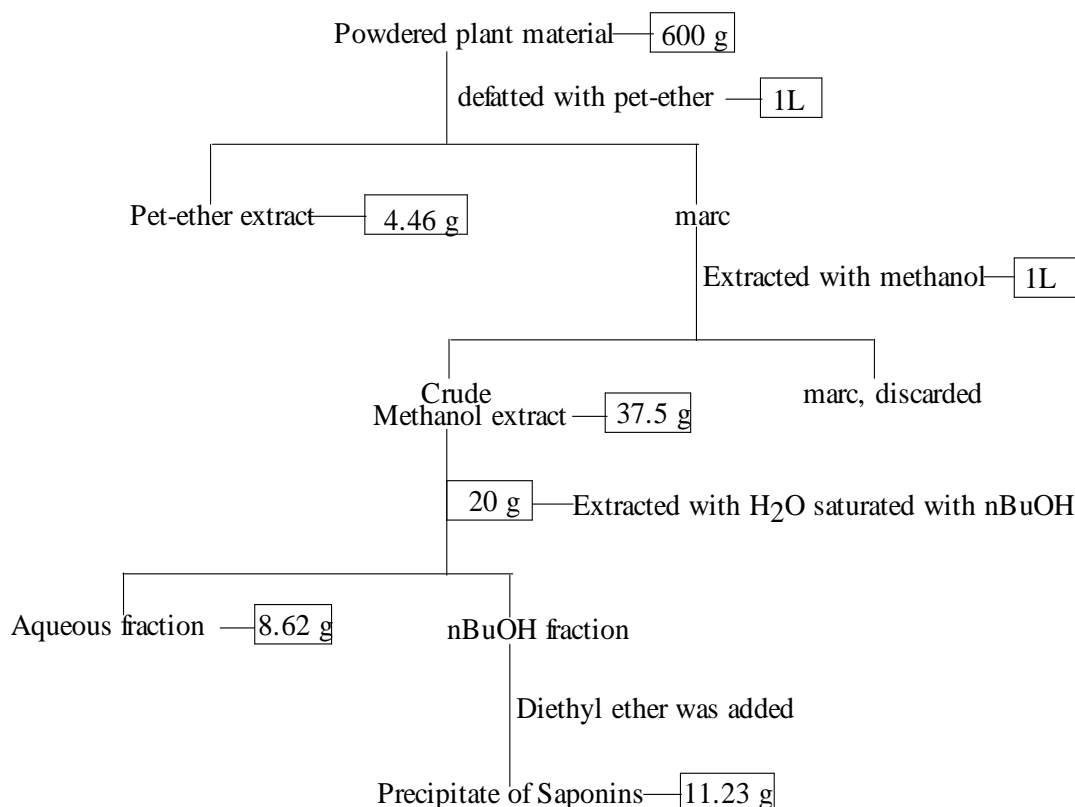 Powdered plant material 600 g
defatted with pet-ether 1L
Pet-ether extract 4.46 g marc
Extracted with methanol 1L
Crude marc, discarded
Methanol extract 37.5 g
20 g Extracted with H2O saturated with nBuOH
Aqueous fraction 8.62 g nBuOH fraction
Diethyl ether was added
Precipitate of Saponins 11.23 g